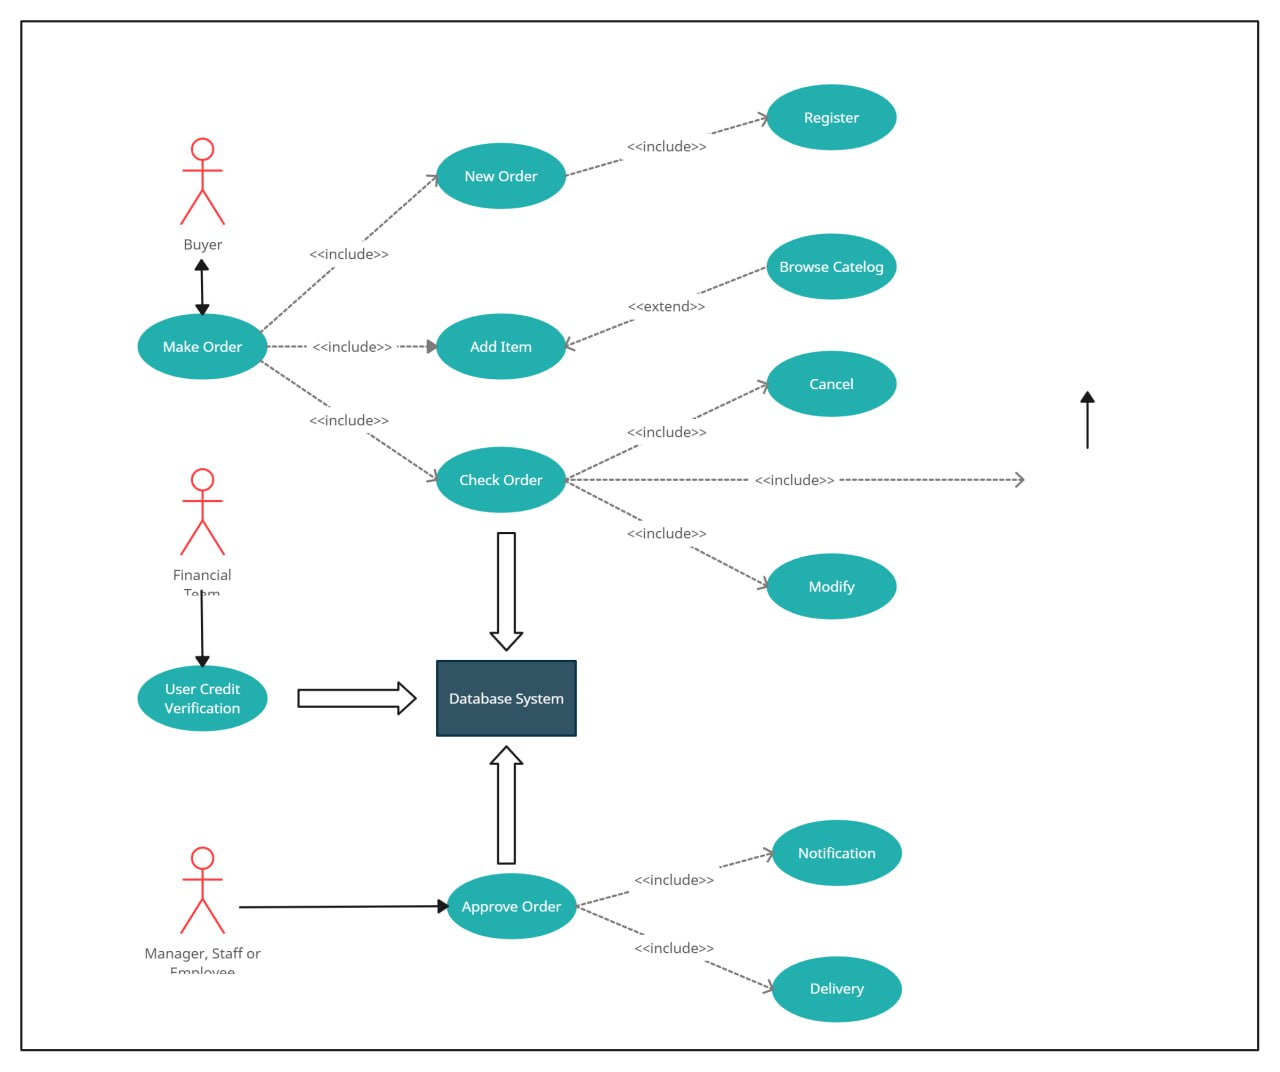 Register
<<include>>
New Order
Buyer
<<include>>
Browse Catelog
<<extend>>
Make Order
<<include>>
Add Item
Cancel
<<include>>
<<include>>
Check Order
<<include>>
<<include>>
Modify
Financial
Team
User Credit
Verification
Database System
Notification
<<include>>
Approve Order
<<include>>
Manager, Staff or
Employee
Delivery